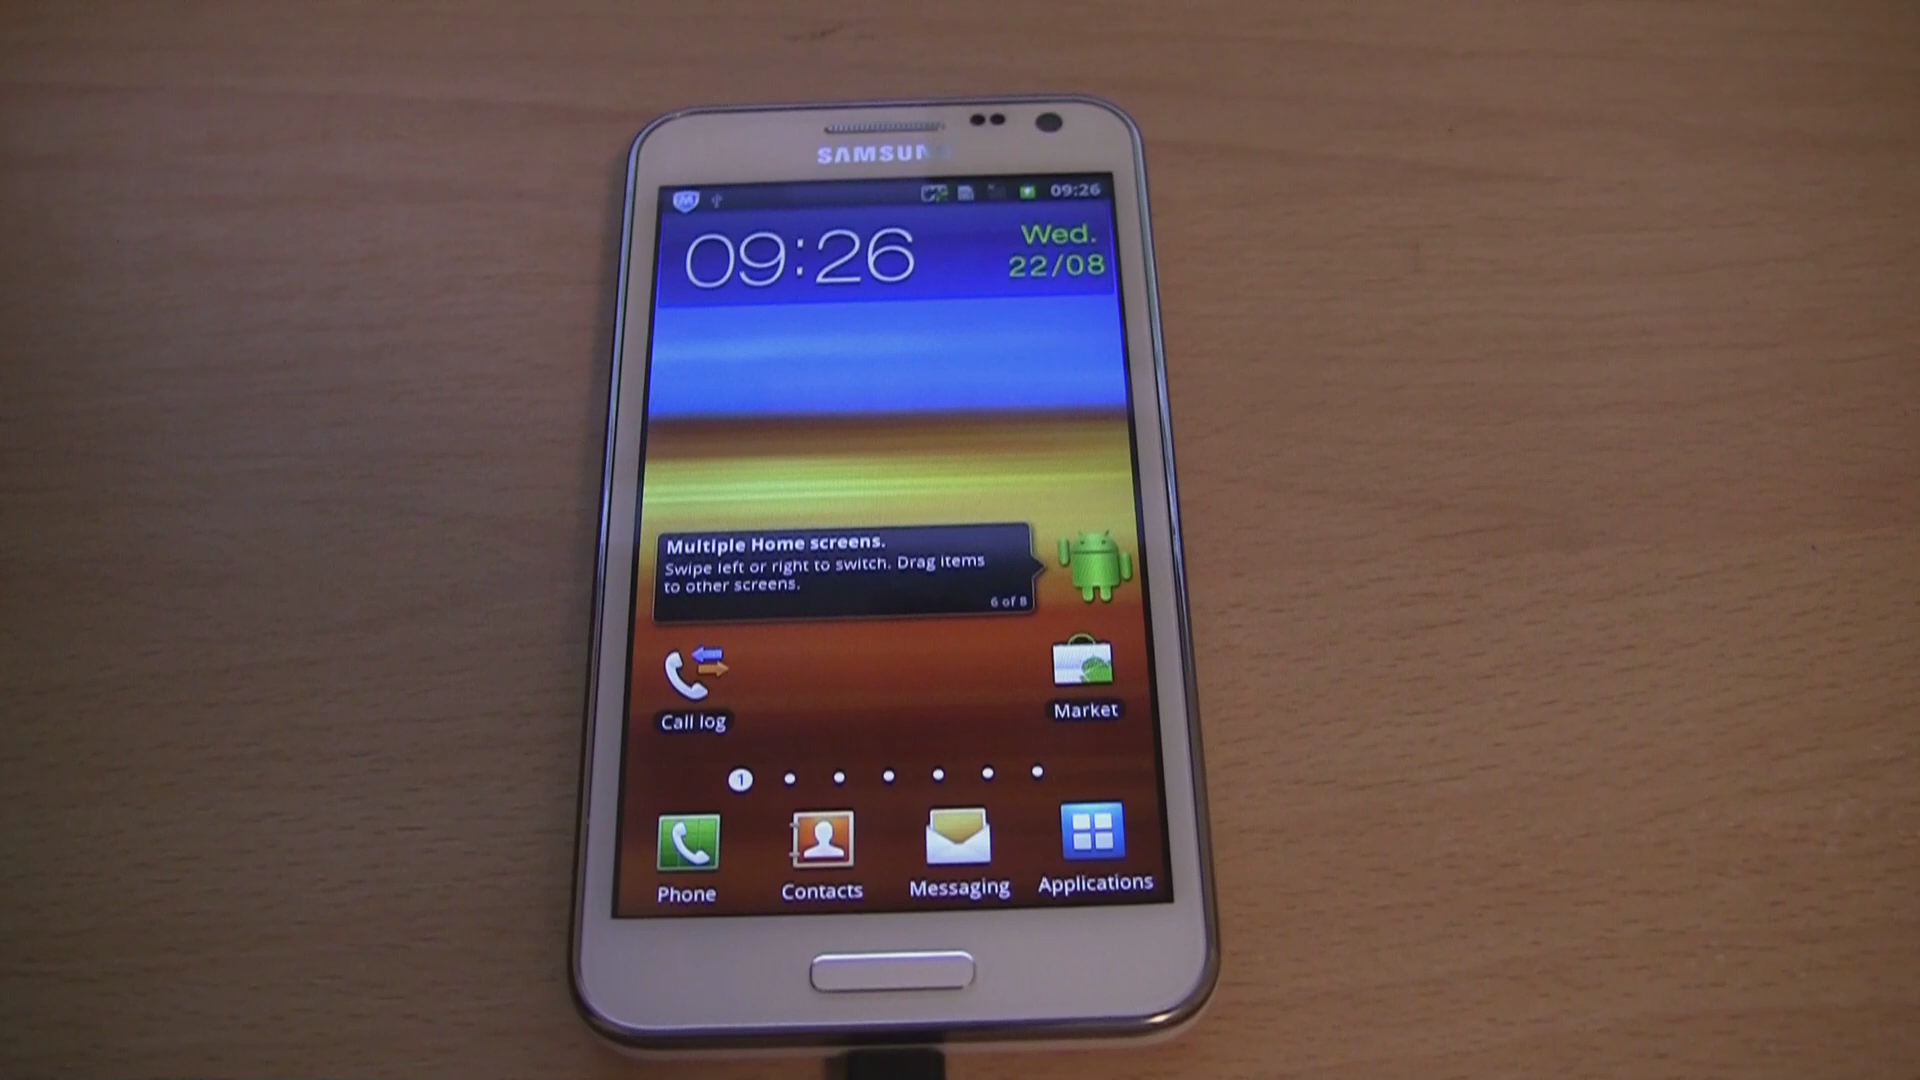 SAMSUN
09:26
09:26
Wed.
22/08
Multiple Home screens.
Swipe left or right to switch. Drag items
to other screens.
6 of 8
Call log
Market
1
Phone
Contacts
Messaging
Applications